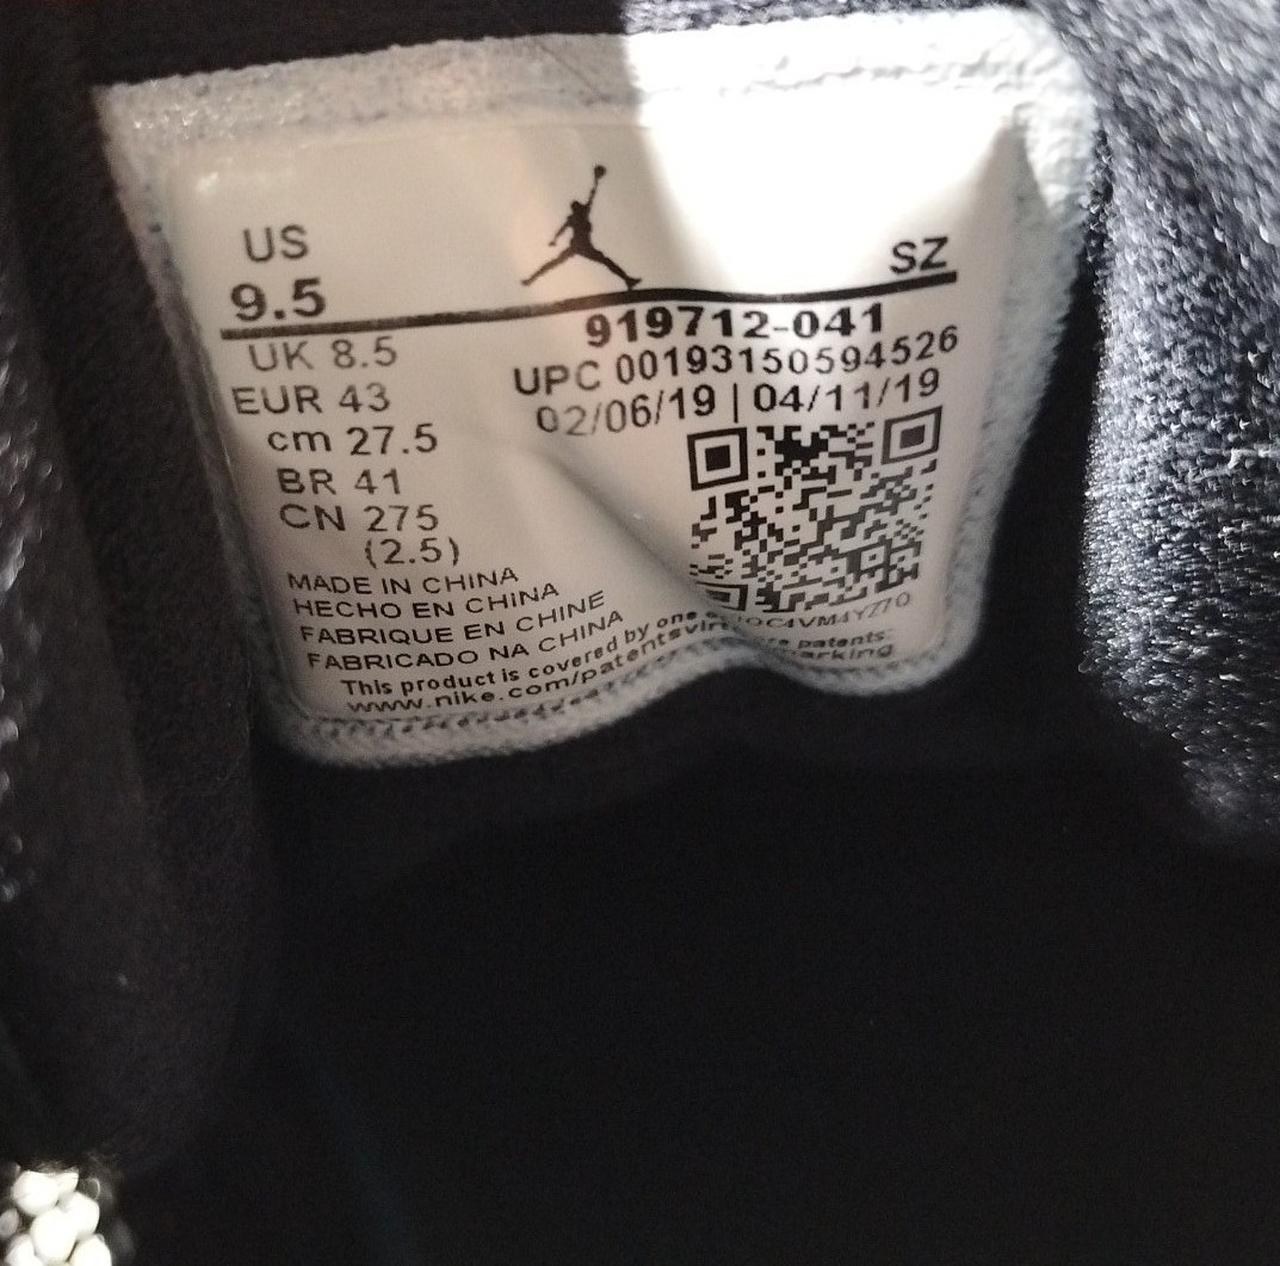 US
9.5
SZ
UK 8.5
EUR 43
cm 27.5
BR 41
CN 275
(2.5)
919712-041
UPC 00193150594526
02/06/19 | 04/11/19
MADE IN CHINA
HECHO EN CHINA
FABRIQUE EN CHINE
FABRICADO NA CHINA
This product is covered by one patents.
www.nike.com/patentsvirt arking